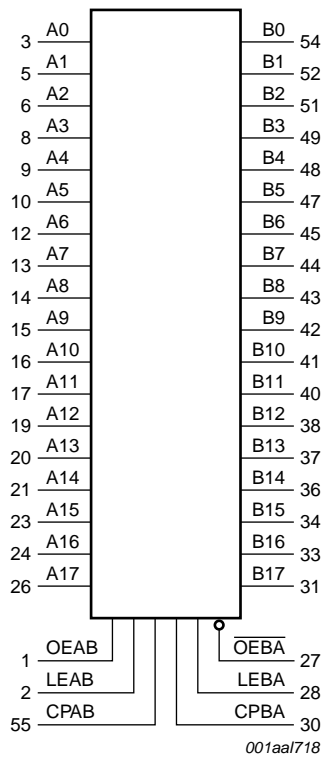 3 A0 B0 54
5 A1 B1 52
6 A2 B2 51
8 A3 B3 49
9 A4 B4 48
10 A5 B5 47
12 A6 B6 45
13 A7 B7 44
14 A8 B8 43
15 A9 B9 42
16 A10 B10 41
17 A11 B11 40
19 A12 B12 38
20 A13 B13 37
21 A14 B14 36
23 A15 B15 34
24 A16 B16 33
26 A17 B17 31
1 OEAB O̅E̅B̅A̅ 27
2 LEAB LEBA 28
55 CPAB CPBA 30
001aal718